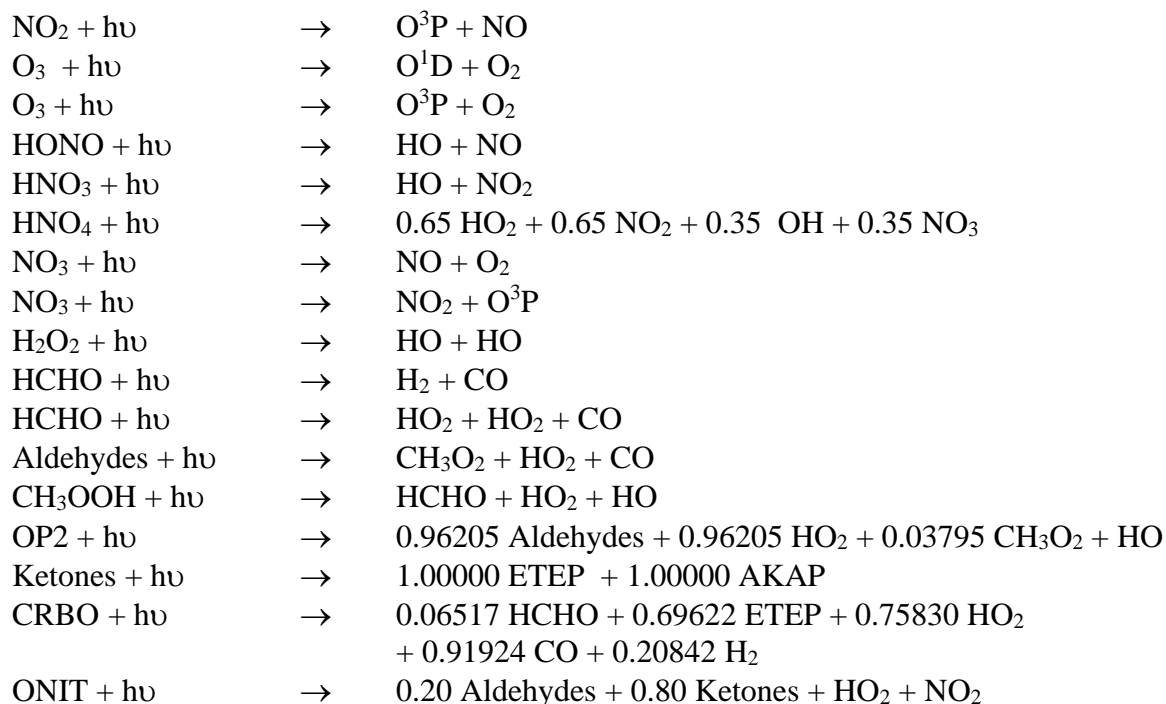 NO₂ + hυ → O³P + NO
O₃ + hυ → O¹D + O₂
O₃ + hυ → O³P + O₂
HONO + hυ → HO + NO
HNO₃ + hυ → HO + NO₂
HNO₄ + hυ → 0.65 HO₂ + 0.65 NO₂ + 0.35 OH + 0.35 NO₃
NO₃ + hυ → NO + O₂
NO₃ + hυ → NO₂ + O³P
H₂O₂ + hυ → HO + HO
HCHO + hυ → H₂ + CO
HCHO + hυ → HO₂ + HO₂ + CO
Aldehydes + hυ → CH₃O₂ + HO₂ + CO
CH₃OOH + hυ → HCHO + HO₂ + HO
OP2 + hυ → 0.96205 Aldehydes + 0.96205 HO₂ + 0.03795 CH₃O₂ + HO
Ketones + hυ → 1.00000 ETEP + 1.00000 AKAP
CRBO + hυ → 0.06517 HCHO + 0.69622 ETEP + 0.75830 HO₂
+ 0.91924 CO + 0.20842 H₂
ONIT + hυ → 0.20 Aldehydes + 0.80 Ketones + HO₂ + NO₂